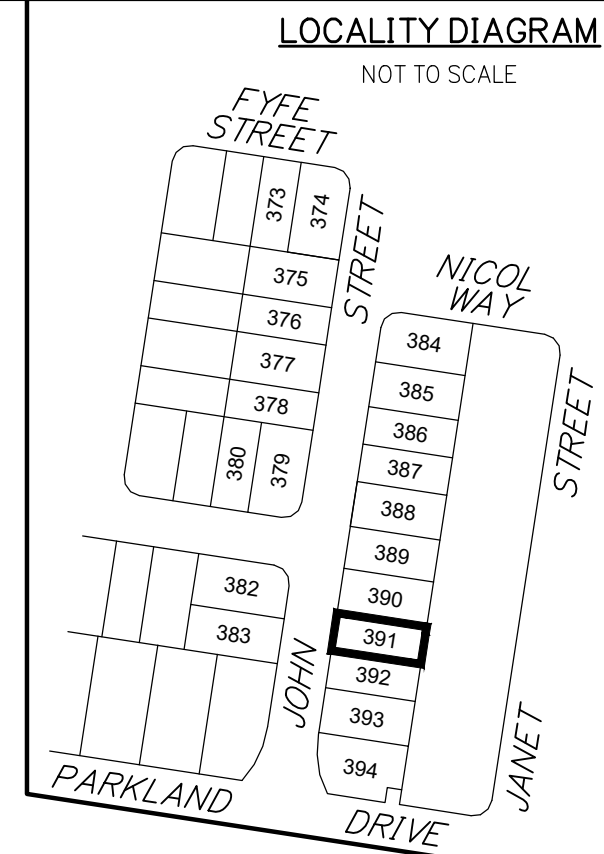 LOCALITY DIAGRAM
NOT TO SCALE
FYFE
STREET
373
374
375
376
377
378
380
379
STREET
NICOL
WAY
384
385
386
387
388
389
390
391
392
393
394
STREET
382
383
JOHN
JANET
PARKLAND
DRIVE